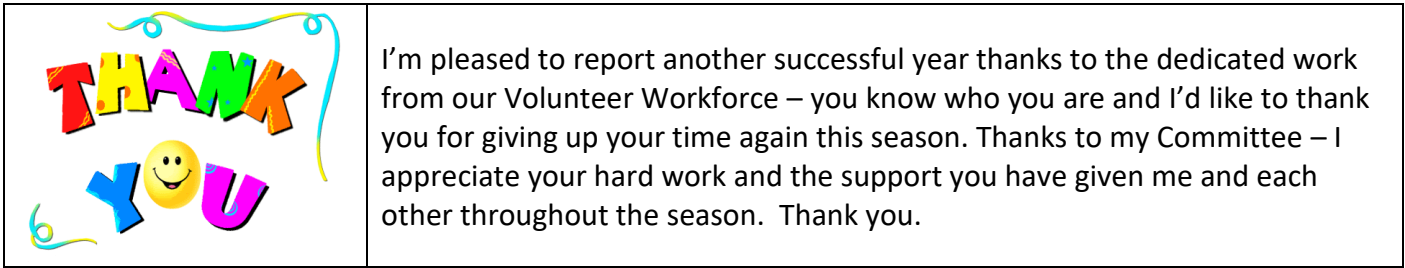 THANK
YOU
I’m pleased to report another successful year thanks to the dedicated work
from our Volunteer Workforce – you know who you are and I’d like to thank
you for giving up your time again this season. Thanks to my Committee – I
appreciate your hard work and the support you have given me and each
other throughout the season.  Thank you.